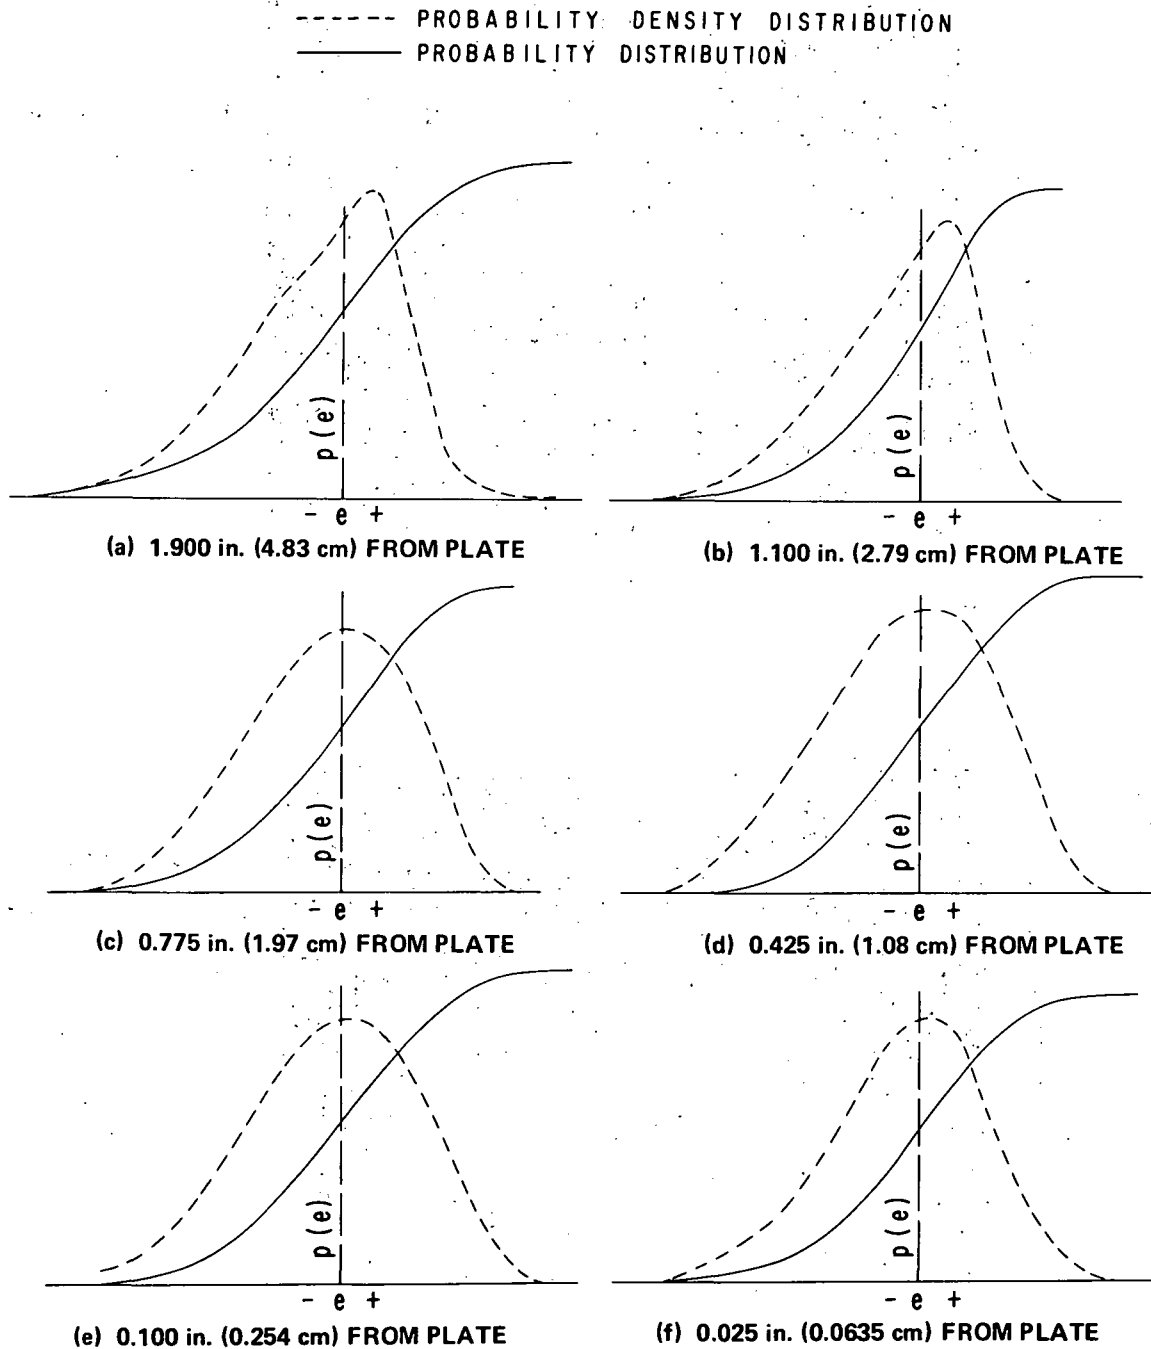 PROBABILITY DENSITY DISTRIBUTION
PROBABILITY DISTRIBUTION
p(e)
- e +
(a) 1.900 in. (4.83 cm) FROM PLATE
p(e)
- e +
(b) 1.100 in. (2.79 cm) FROM PLATE
p(e)
- e +
(c) 0.775 in. (1.97 cm) FROM PLATE
p(e)
- e +
(d) 0.425 in. (1.08 cm) FROM PLATE
p(e)
- e +
(e) 0.100 in. (0.254 cm) FROM PLATE
p(e)
- e +
(f) 0.025 in. (0.0635 cm) FROM PLATE